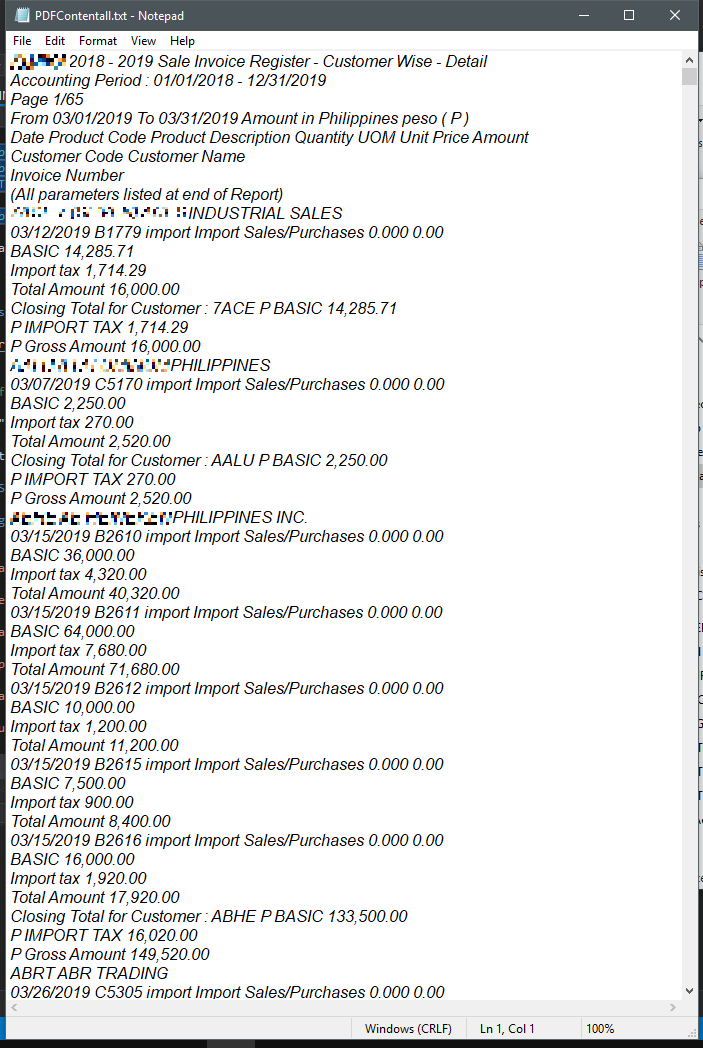 PDFContentall.txt - Notepad
File Edit Format View Help
2018 - 2019 Sale Invoice Register - Customer Wise - Detail
Accounting Period : 01/01/2018 - 12/31/2019
Page 1/65
From 03/01/2019 To 03/31/2019 Amount in Philippines peso ( P )
Date Product Code Product Description Quantity UOM Unit Price Amount
Customer Code Customer Name
Invoice Number
(All parameters listed at end of Report)
INDUSTRIAL SALES
03/12/2019 B1779 import Import Sales/Purchases 0.000 0.00
BASIC 14,285.71
Import tax 1,714.29
Total Amount 16,000.00
Closing Total for Customer : 7ACE P BASIC 14,285.71
P IMPORT TAX 1,714.29
P Gross Amount 16,000.00
PHILIPPINES
03/07/2019 C5170 import Import Sales/Purchases 0.000 0.00
BASIC 2,250.00
Import tax 270.00
Total Amount 2,520.00
Closing Total for Customer : AALU P BASIC 2,250.00
P IMPORT TAX 270.00
P Gross Amount 2,520.00
PHILIPPINES INC.
03/15/2019 B2610 import Import Sales/Purchases 0.000 0.00
BASIC 36,000.00
Import tax 4,320.00
Total Amount 40,320.00
03/15/2019 B2611 import Import Sales/Purchases 0.000 0.00
BASIC 64,000.00
Import tax 7,680.00
Total Amount 71,680.00
03/15/2019 B2612 import Import Sales/Purchases 0.000 0.00
BASIC 10,000.00
Import tax 1,200.00
Total Amount 11,200.00
03/15/2019 B2615 import Import Sales/Purchases 0.000 0.00
BASIC 7,500.00
Import tax 900.00
Total Amount 8,400.00
03/15/2019 B2616 import Import Sales/Purchases 0.000 0.00
BASIC 16,000.00
Import tax 1,920.00
Total Amount 17,920.00
Closing Total for Customer : ABHE P BASIC 133,500.00
P IMPORT TAX 16,020.00
P Gross Amount 149,520.00
ABRT ABR TRADING
03/26/2019 C5305 import Import Sales/Purchases 0.000 0.00
Windows (CRLF) Ln 1, Col 1 100%